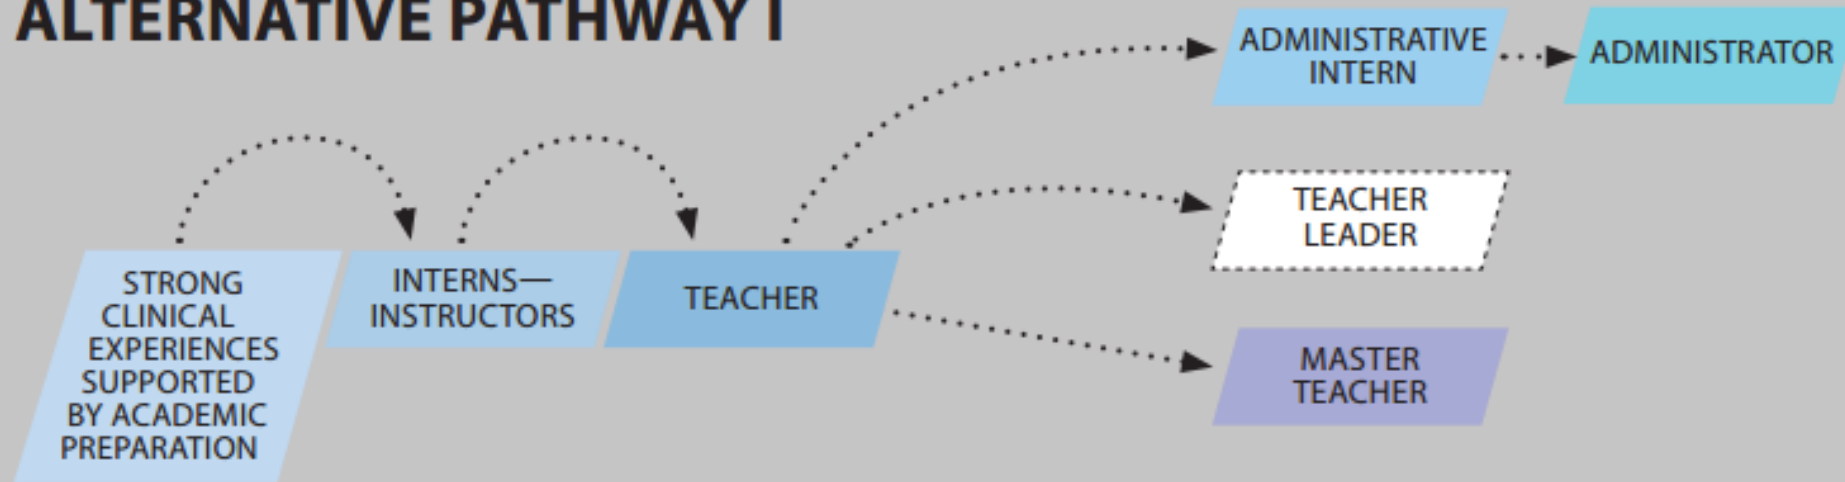 ALTERNATIVE PATHWAY I
ADMINISTRATIVE
INTERN
ADMINISTRATOR
TEACHER
LEADER
STRONG
CLINICAL
EXPERIENCES
SUPPORTED
BY ACADEMIC
PREPARATION
INTERNS—
INSTRUCTORS
TEACHER
MASTER
TEACHER